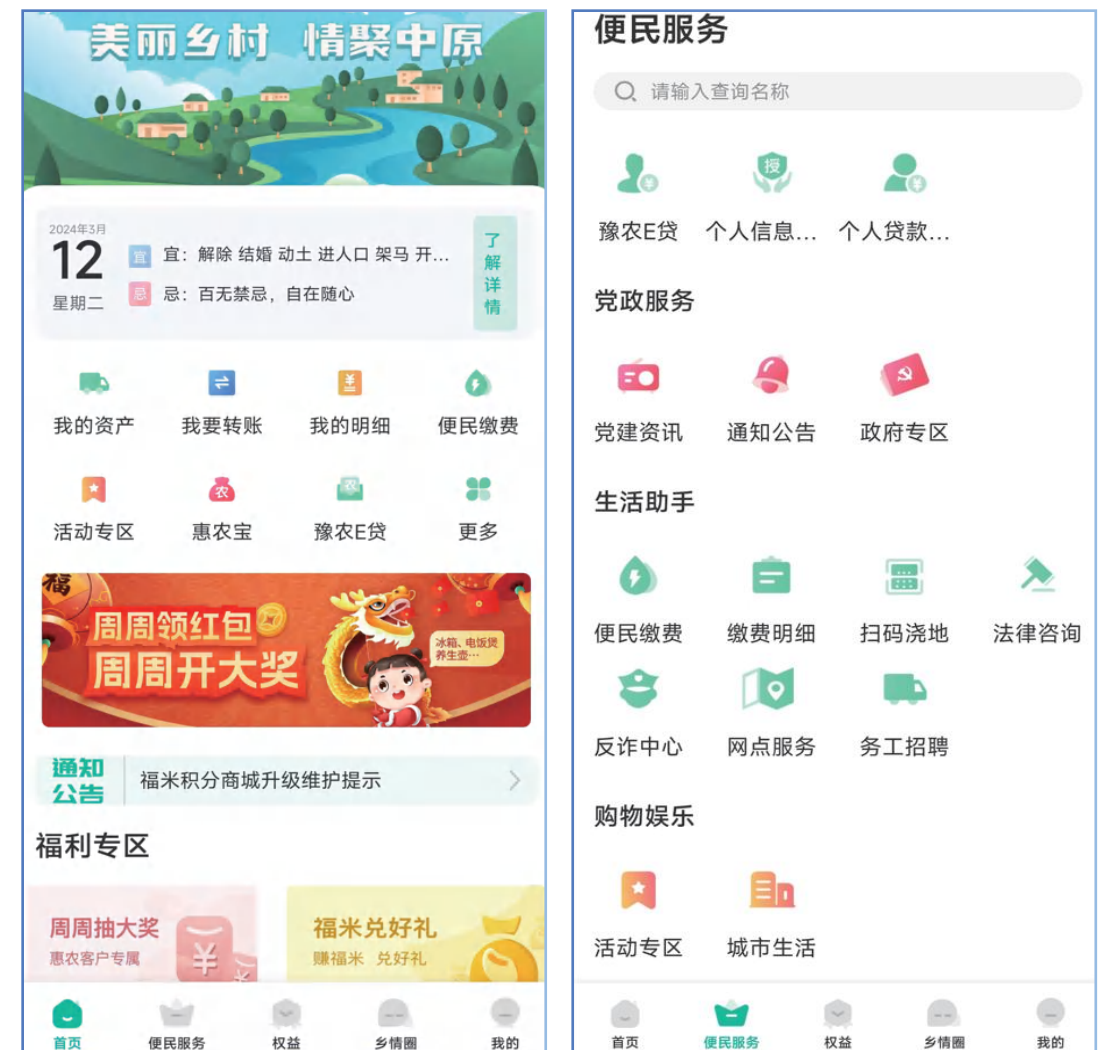 美丽乡村 情聚中原
2024年3月
12
星期二
宜
宜：解除 结婚 动土 进人口 架马 开...
忌
忌：百无禁忌，自在随心
了解详情
我的资产 我要转账 我的明细 便民缴费
农 农
活动专区 惠农宝 豫农E贷 更多
福
周周领红包
周周开大奖
冰箱、电饭煲
养生壶…
通知
公告
福米积分商城升级维护提示
福利专区
周周抽大奖
惠农客户专属
福米兑好礼
赚福米 兑好礼
首页 便民服务 权益 乡情圈 我的
便民服务
请输入查询名称
授
豫农E贷 个人信息... 个人贷款...
党政服务
党建资讯 通知公告 政府专区
生活助手
便民缴费 缴费明细 扫码浇地 法律咨询
反诈中心 网点服务 务工招聘
购物娱乐
活动专区 城市生活
首页 便民服务 权益 乡情圈 我的